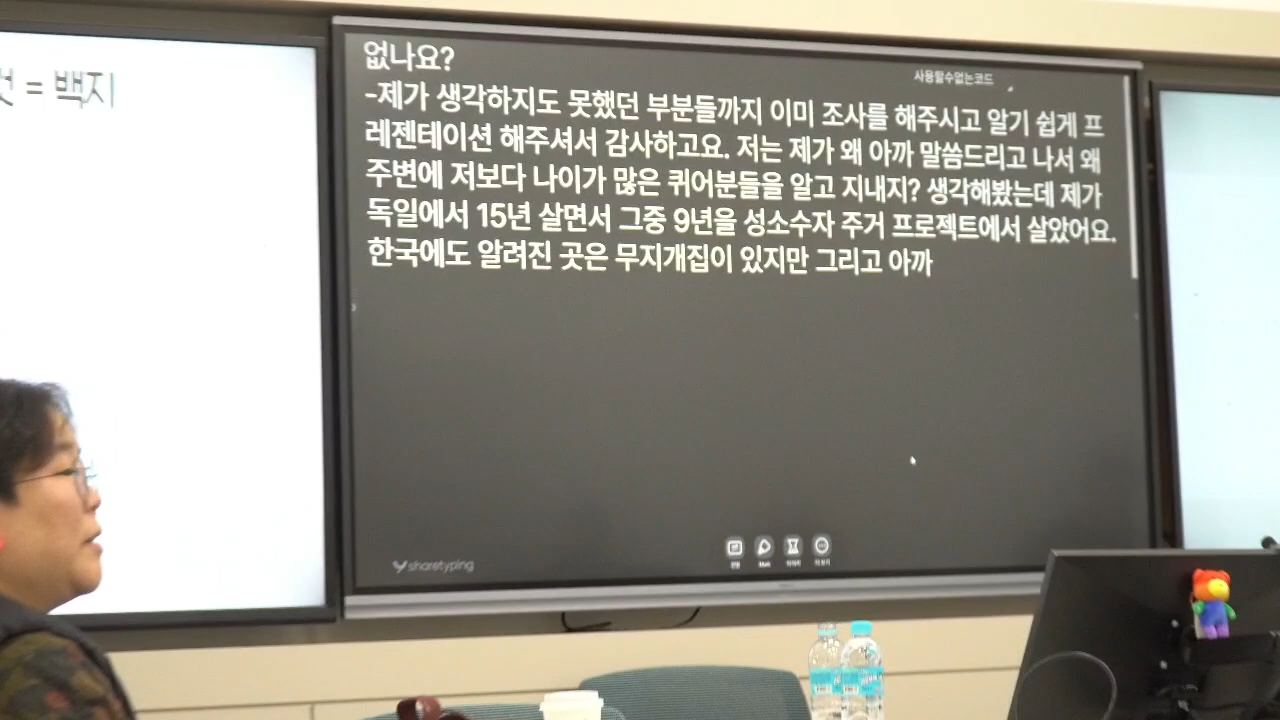 = 백지
없나요?
사용할수없는코드
-제가 생각하지도 못했던 부분들까지 이미 조사를 해주시고 알기 쉽게 프
레젠테이션 해주셔서 감사하고요. 저는 제가 왜 아까 말씀드리고 나서 왜
주변에 저보다 나이가 많은 퀴어분들을 알고 지내지? 생각해봤는데 제가
독일에서 15년 살면서 그중 9년을 성소수자 주거 프로젝트에서 살았어요.
한국에도 알려진 곳은 무지개집이 있지만 그리고 아까
sharetyping